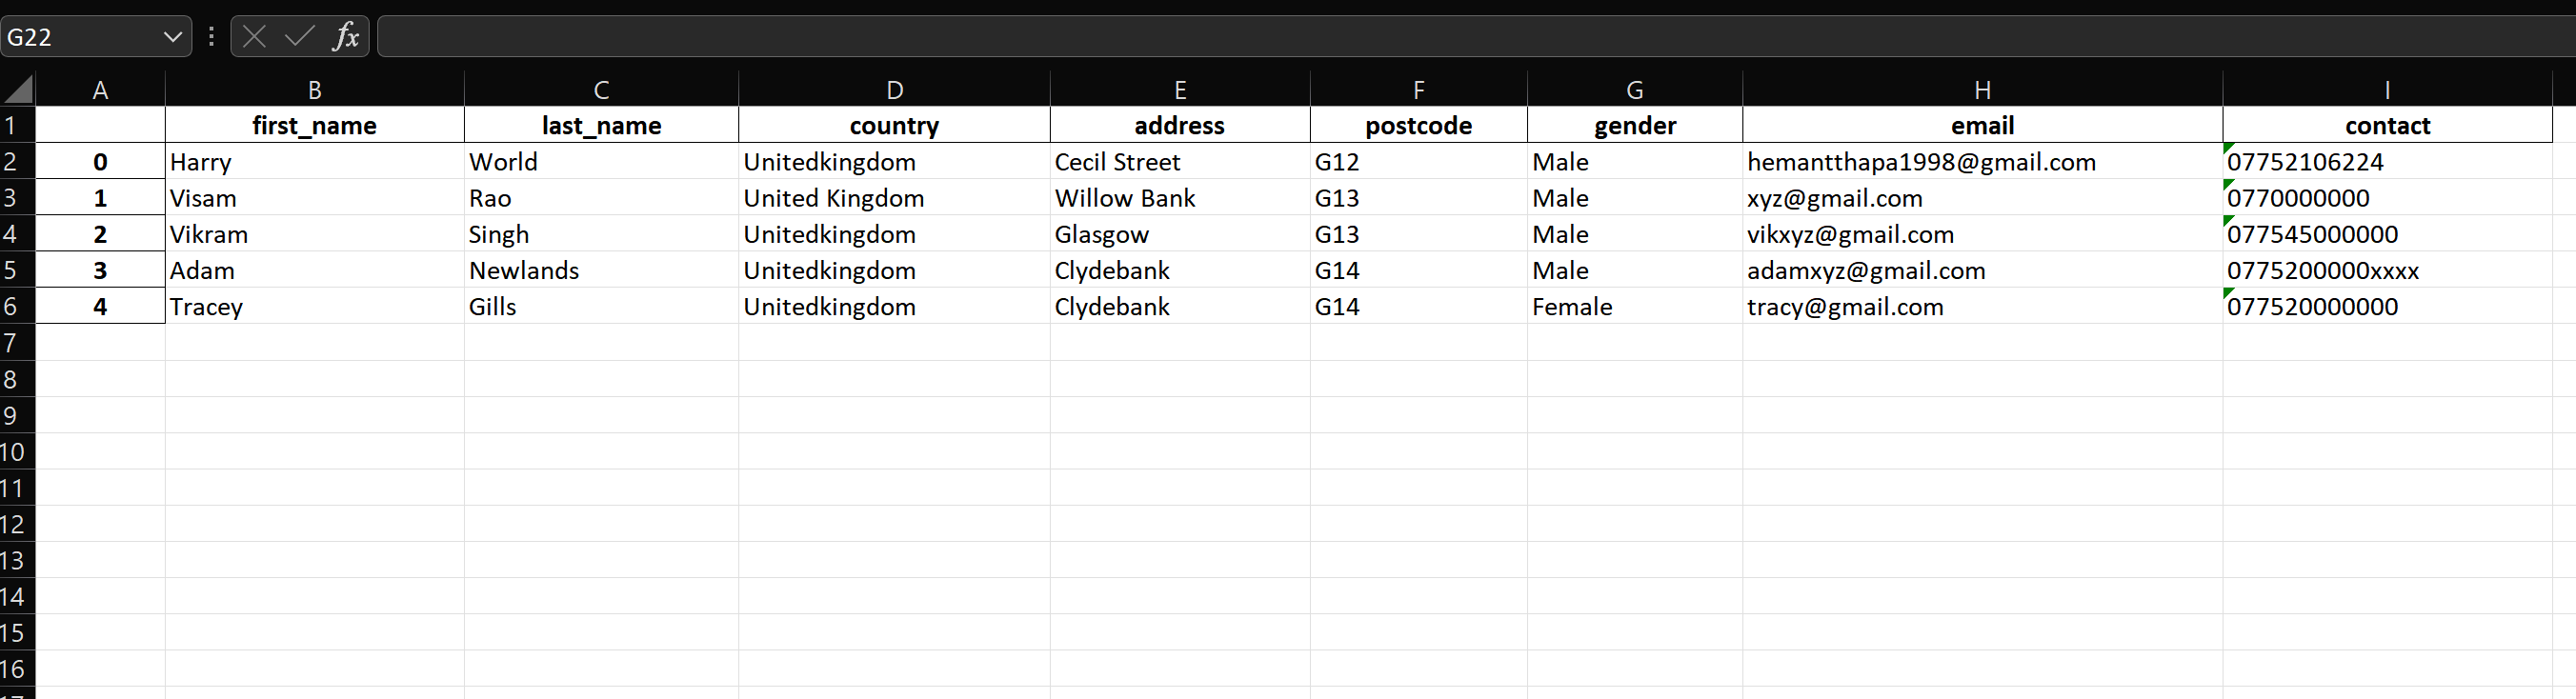 G22 fx
A B C D E F G H I
1 first_name last_name country address postcode gender email contact
2 0 Harry World Unitedkingdom Cecil Street G12 Male hemantthapa1998@gmail.com 07752106224
3 1 Visam Rao United Kingdom Willow Bank G13 Male xyz@gmail.com 0770000000
4 2 Vikram Singh Unitedkingdom Glasgow G13 Male vikxyz@gmail.com 077545000000
5 3 Adam Newlands Unitedkingdom Clydebank G14 Male adamxyz@gmail.com 0775200000xxxx
6 4 Tracey Gills Unitedkingdom Clydebank G14 Female tracy@gmail.com 077520000000
7
8
9
10
11
12
13
14
15
16